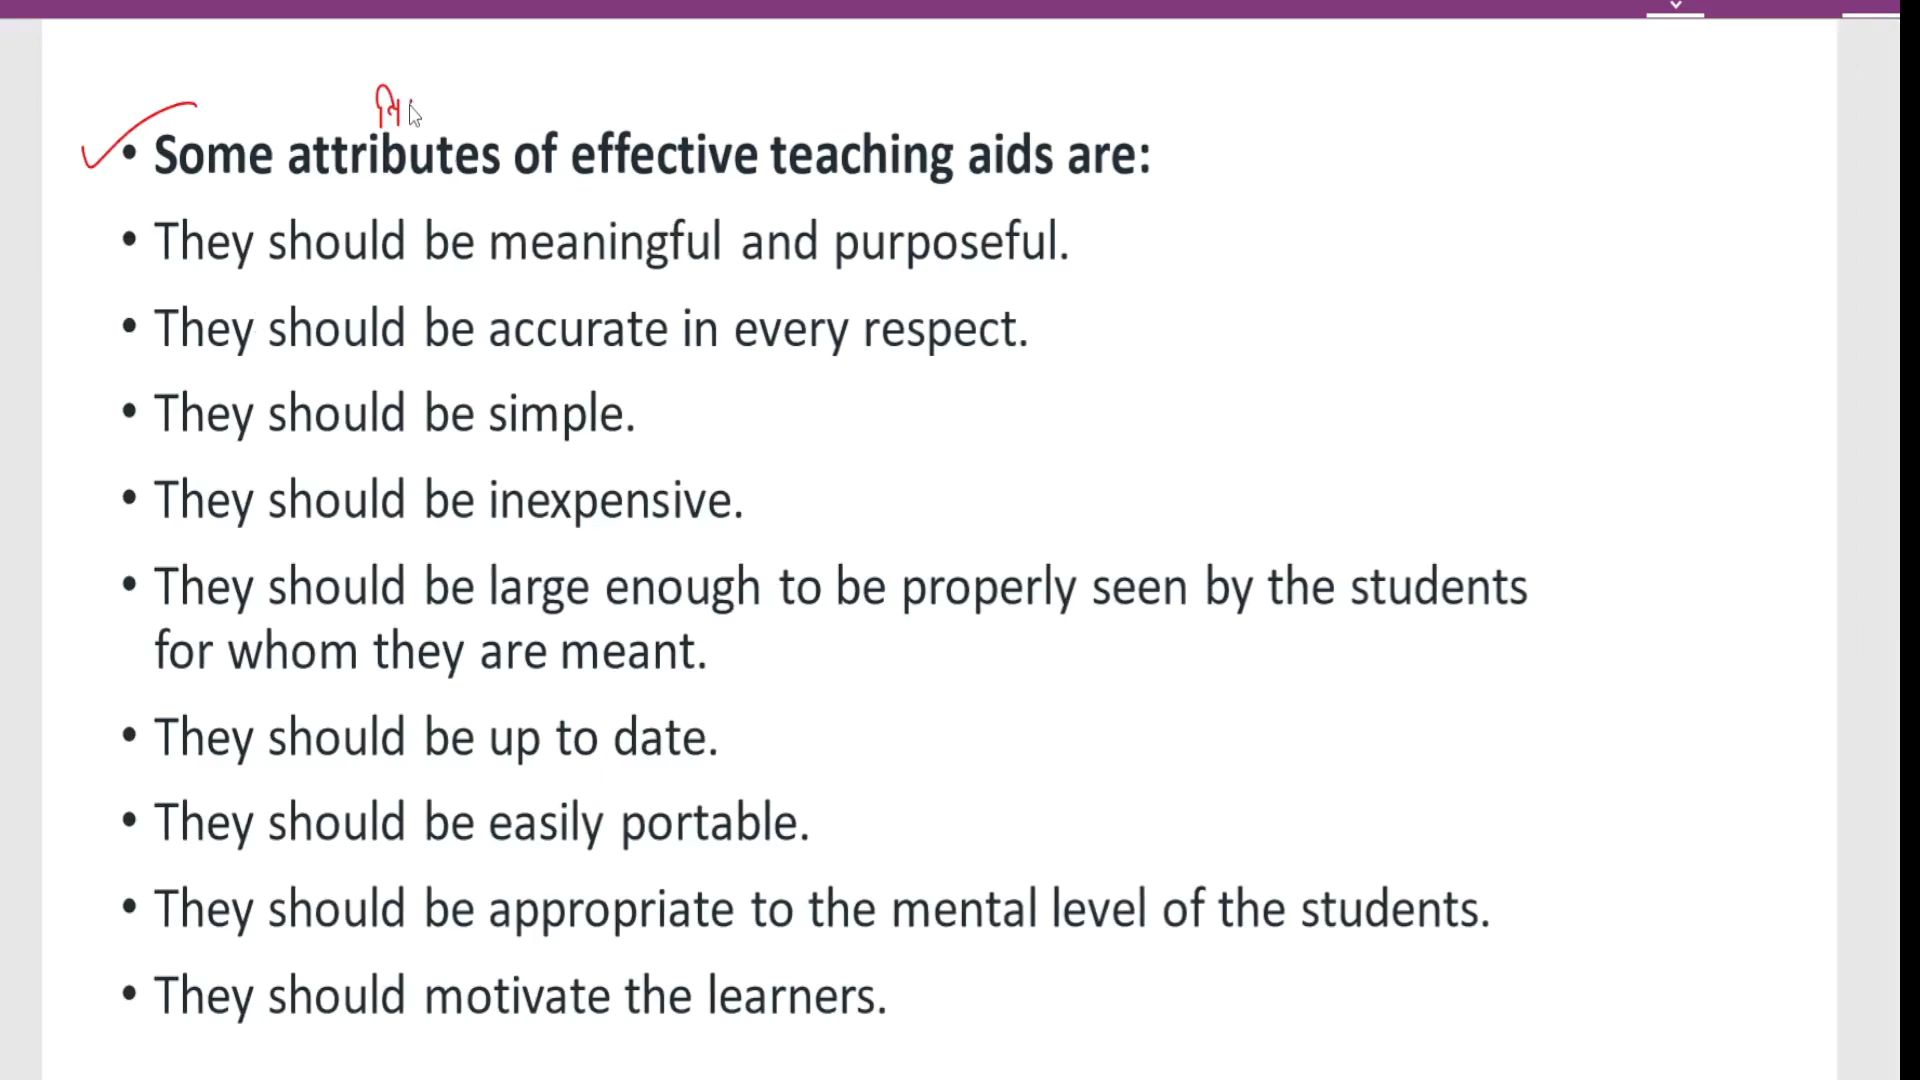 • Some attributes of effective teaching aids are:
• They should be meaningful and purposeful.
• They should be accurate in every respect.
• They should be simple.
• They should be inexpensive.
• They should be large enough to be properly seen by the students
for whom they are meant.
• They should be up to date.
• They should be easily portable.
• They should be appropriate to the mental level of the students.
• They should motivate the learners.